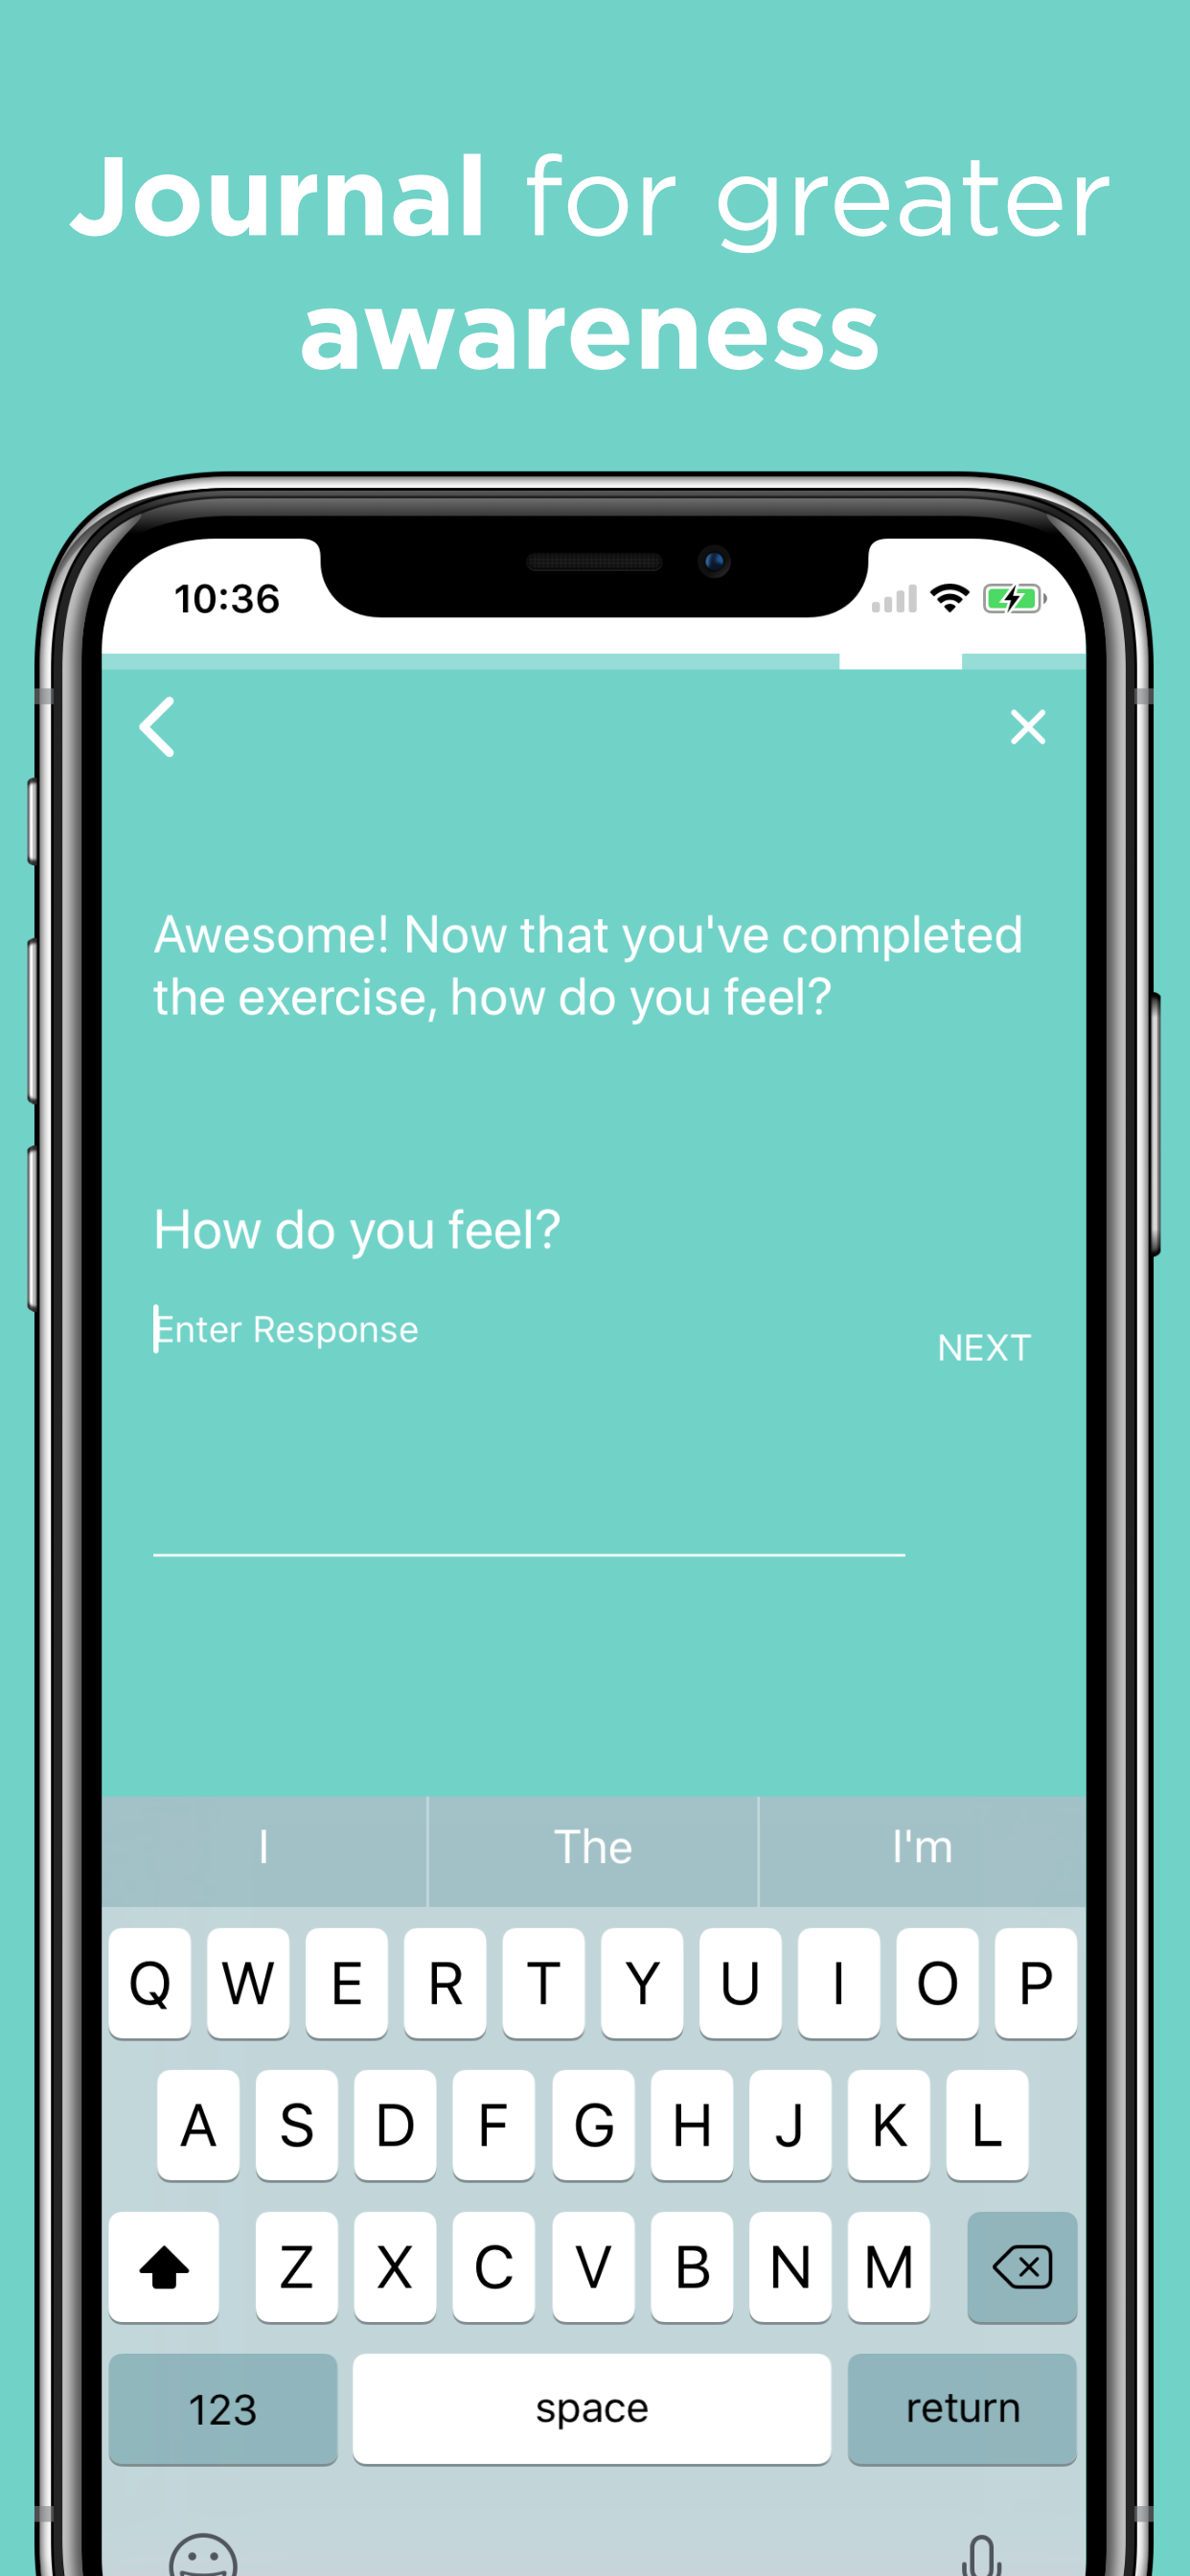 Journal for greater
awareness
10:36
Awesome! Now that you've completed
the exercise, how do you feel?
How do you feel?
Enter Response
NEXT
I The I'm
Q W E R T Y U I O P
A S D F G H J K L
Z X C V B N M
123 space return